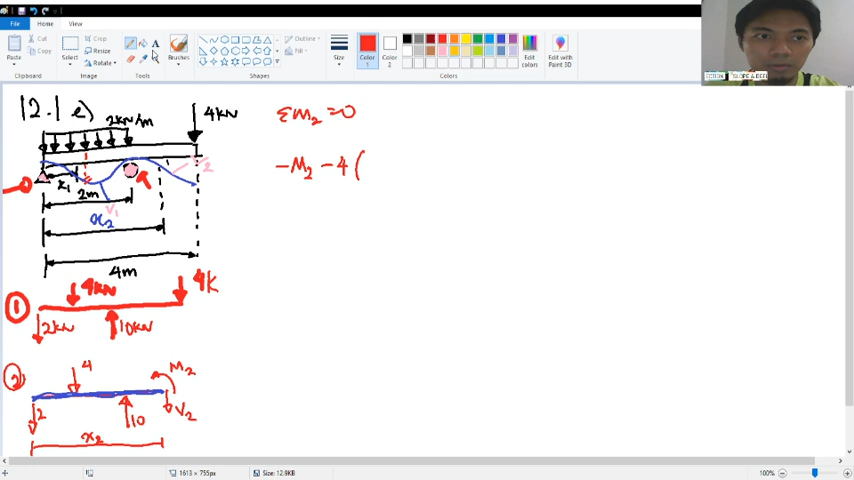 File
Home
View
Paste
Cut
Copy
Clipboard
Select
Crop
Resize
Rotate
Image
A
Tools
Brushes
Outline
Fill
Shapes
Size
Color 1
Color 2
Colors
Edit colors
Edit with Paint 3D
12.1 e)
2kN/m
4kN
x1
2m
v1
v2
x2
4m
ΣM2 = 0
-M2 - 4(
1
4kN
4K
2kN
10kN
2
4
M2
2
10
V2
x2
1613 × 755px
Size: 12.9KB
100%